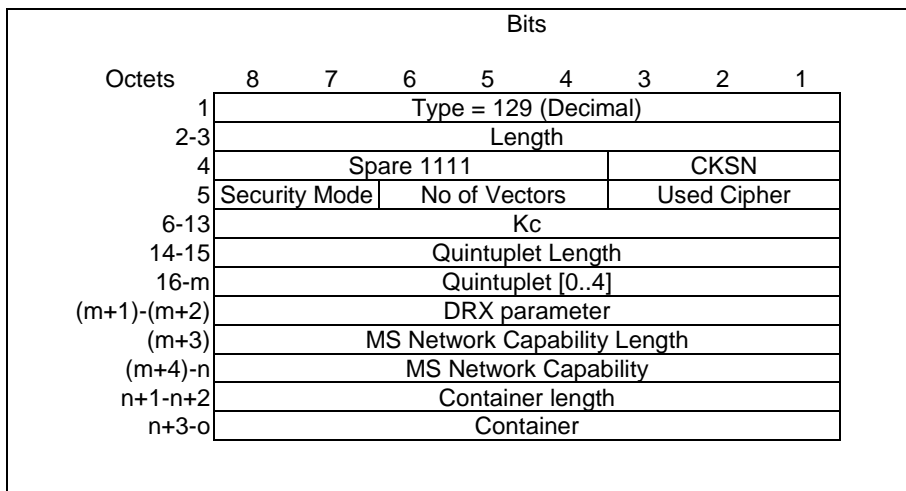 Bits
Octets 8 7 6 5 4 3 2 1
1 Type = 129 (Decimal)
2-3 Length
4 Spare 1111 CKSN
5 Security Mode No of Vectors Used Cipher
6-13 Kc
14-15 Quintuplet Length
16-m Quintuplet [0..4]
(m+1)-(m+2) DRX parameter
(m+3) MS Network Capability Length
(m+4)-n MS Network Capability
n+1-n+2 Container length
n+3-o Container